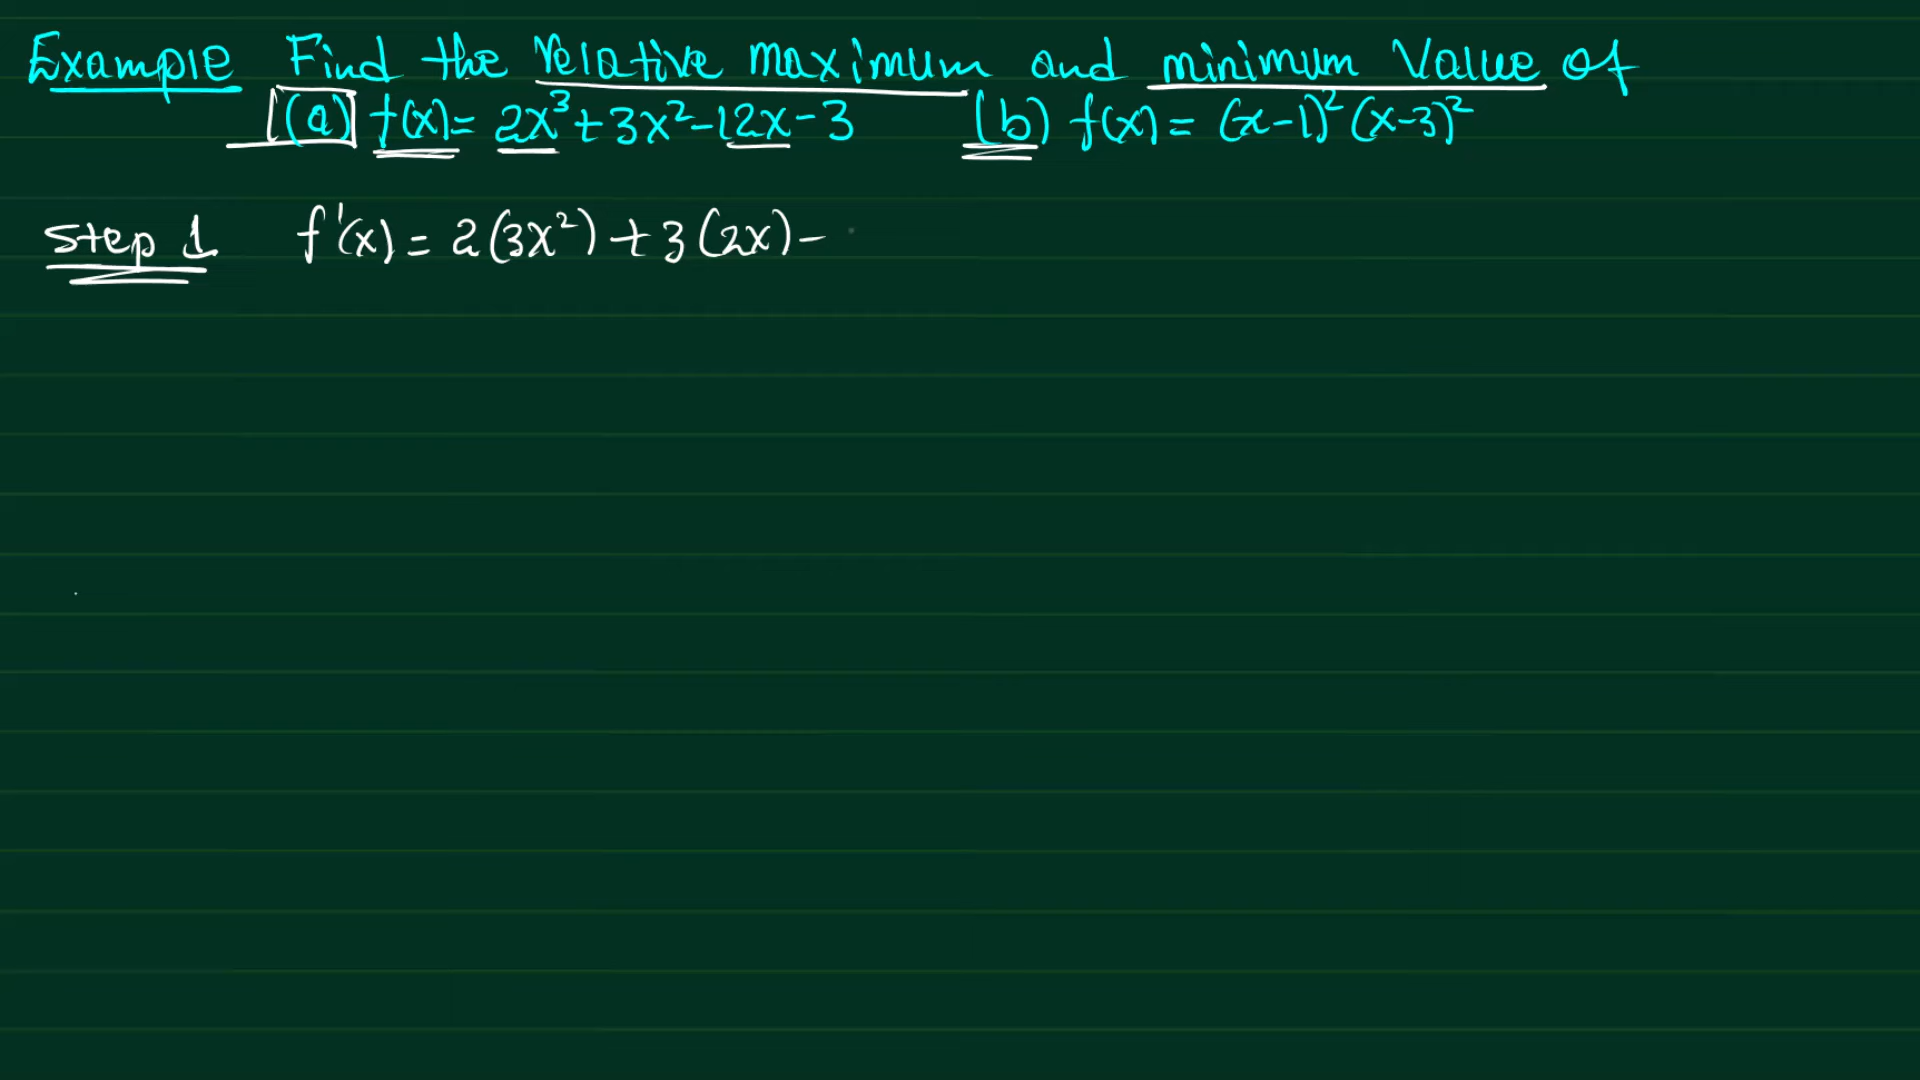 Example Find the relative maximum and minimum value of
(a) f(x) = 2x³+3x²-12x-3 (b) f(x) = (x-1)²(x-3)²
Step 1 f'(x) = 2(3x²) + 3(2x) -